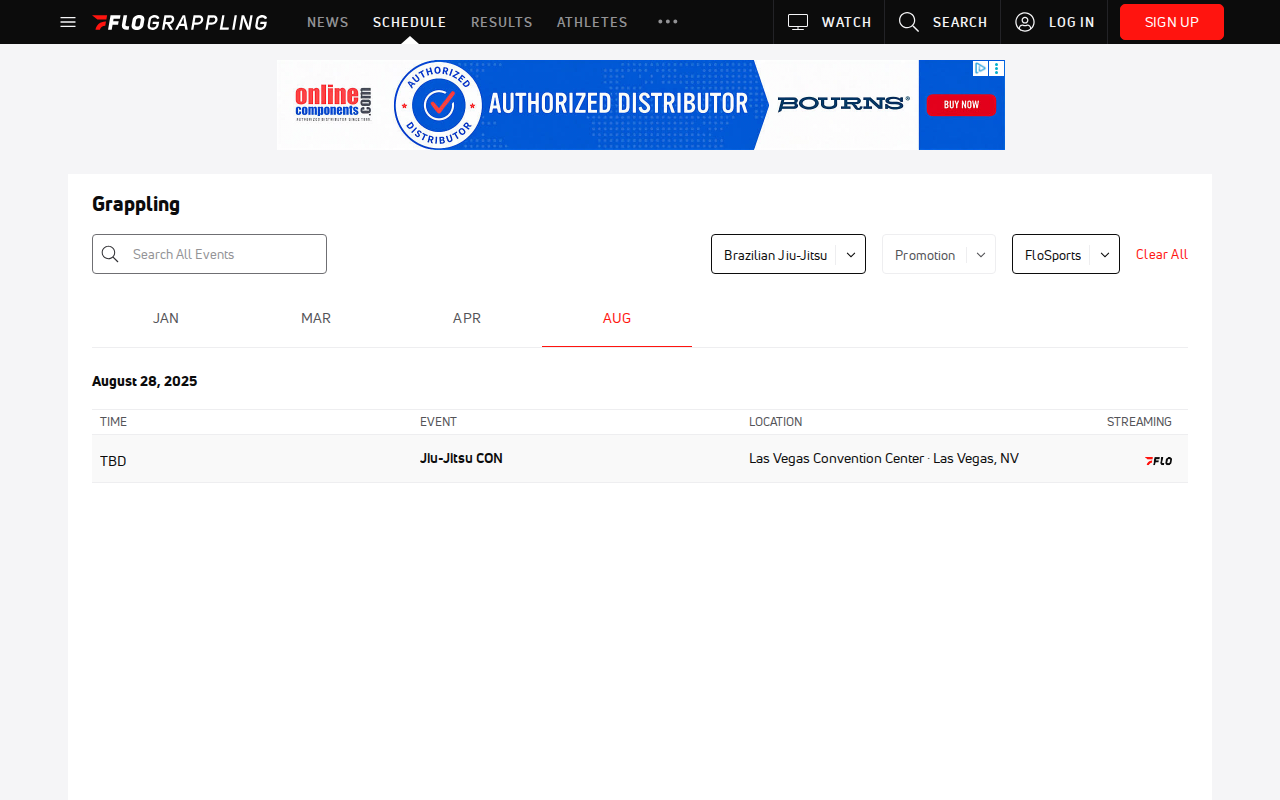 FLOGRAPPLING NEWS SCHEDULE RESULTS ATHLETES WATCH SEARCH LOG IN SIGN UP
online components.com
AUTHORIZED DISTRIBUTOR SINCE 1999.
AUTHORIZED DISTRIBUTOR
AUTHORIZED DISTRIBUTOR
BOURNS®
BUY NOW
Grappling
Search All Events Brazilian Jiu-Jitsu Promotion FloSports Clear All
JAN MAR APR AUG
August 28, 2025
TIME EVENT LOCATION STREAMING
TBD Jiu-Jitsu CON Las Vegas Convention Center · Las Vegas, NV FLO